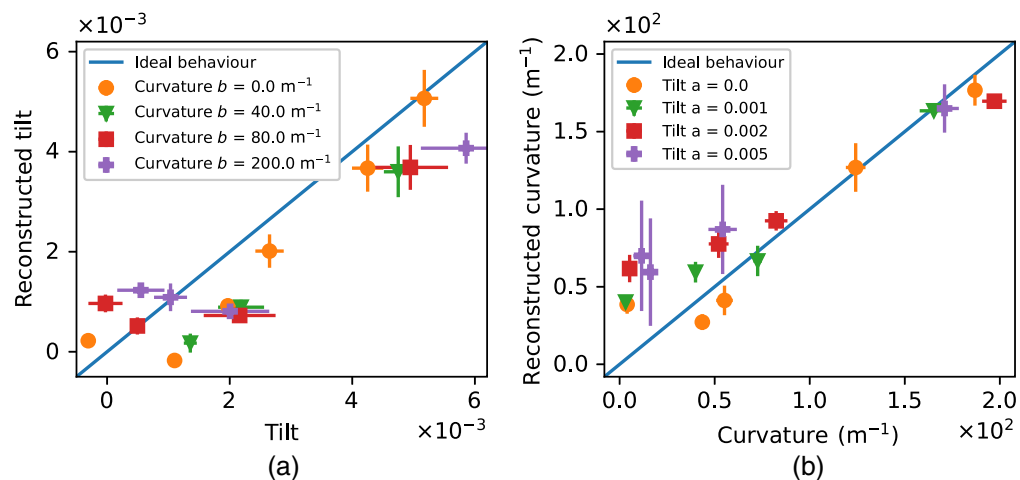 ×10⁻³
6
4
2
0
Reconstructed tilt
Ideal behaviour
Curvature b = 0.0 m⁻¹
Curvature b = 40.0 m⁻¹
Curvature b = 80.0 m⁻¹
Curvature b = 200.0 m⁻¹
0 2 4 6
Tilt
×10⁻³
(a)
×10²
2.0
1.5
1.0
0.5
0.0
Reconstructed curvature (m⁻¹)
Ideal behaviour
Tilt a = 0.0
Tilt a = 0.001
Tilt a = 0.002
Tilt a = 0.005
0.0 0.5 1.0 1.5 2.0
Curvature (m⁻¹)
×10²
(b)